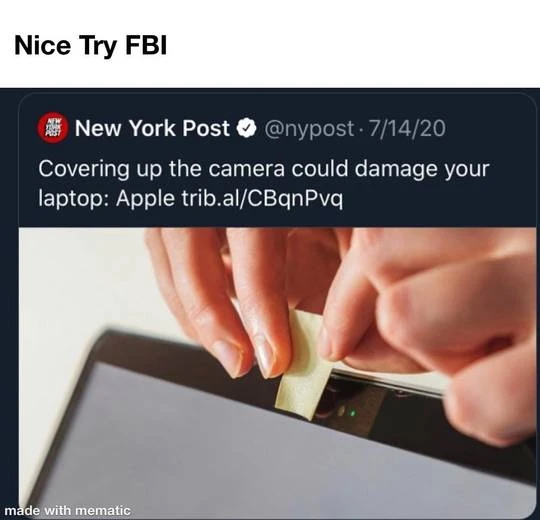 Nice Try FBI
NEW YORK POST New York Post @nypost · 7/14/20
Covering up the camera could damage your
laptop: Apple trib.al/CBqnPvq
made with mematic